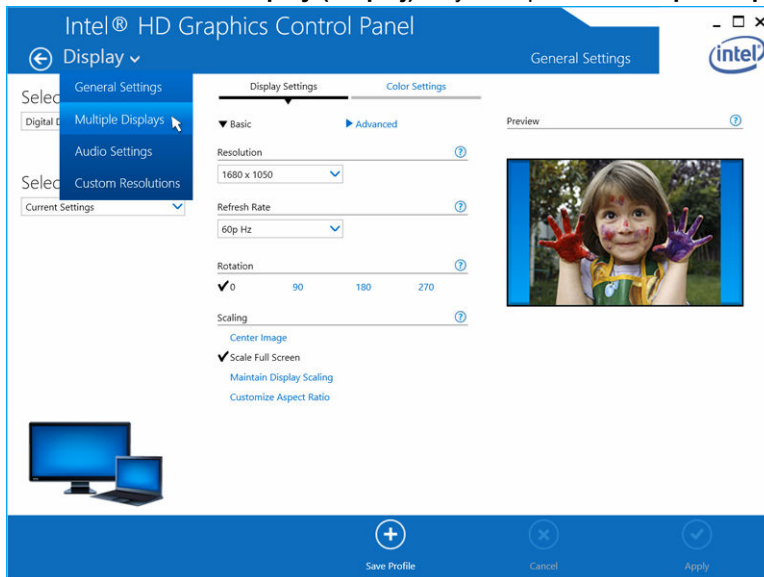 Intel® HD Graphics Control Panel
Display
General Settings
intel
General Settings
Multiple Displays
Audio Settings
Custom Resolutions
Selec
Digital D
Selec
Current Settings
Display Settings
Color Settings
Basic
Advanced
Resolution
1680 x 1050
Refresh Rate
60p Hz
Rotation
0 90 180 270
Scaling
Center Image
Scale Full Screen
Maintain Display Scaling
Customize Aspect Ratio
Preview
Save Profile
Cancel
Apply